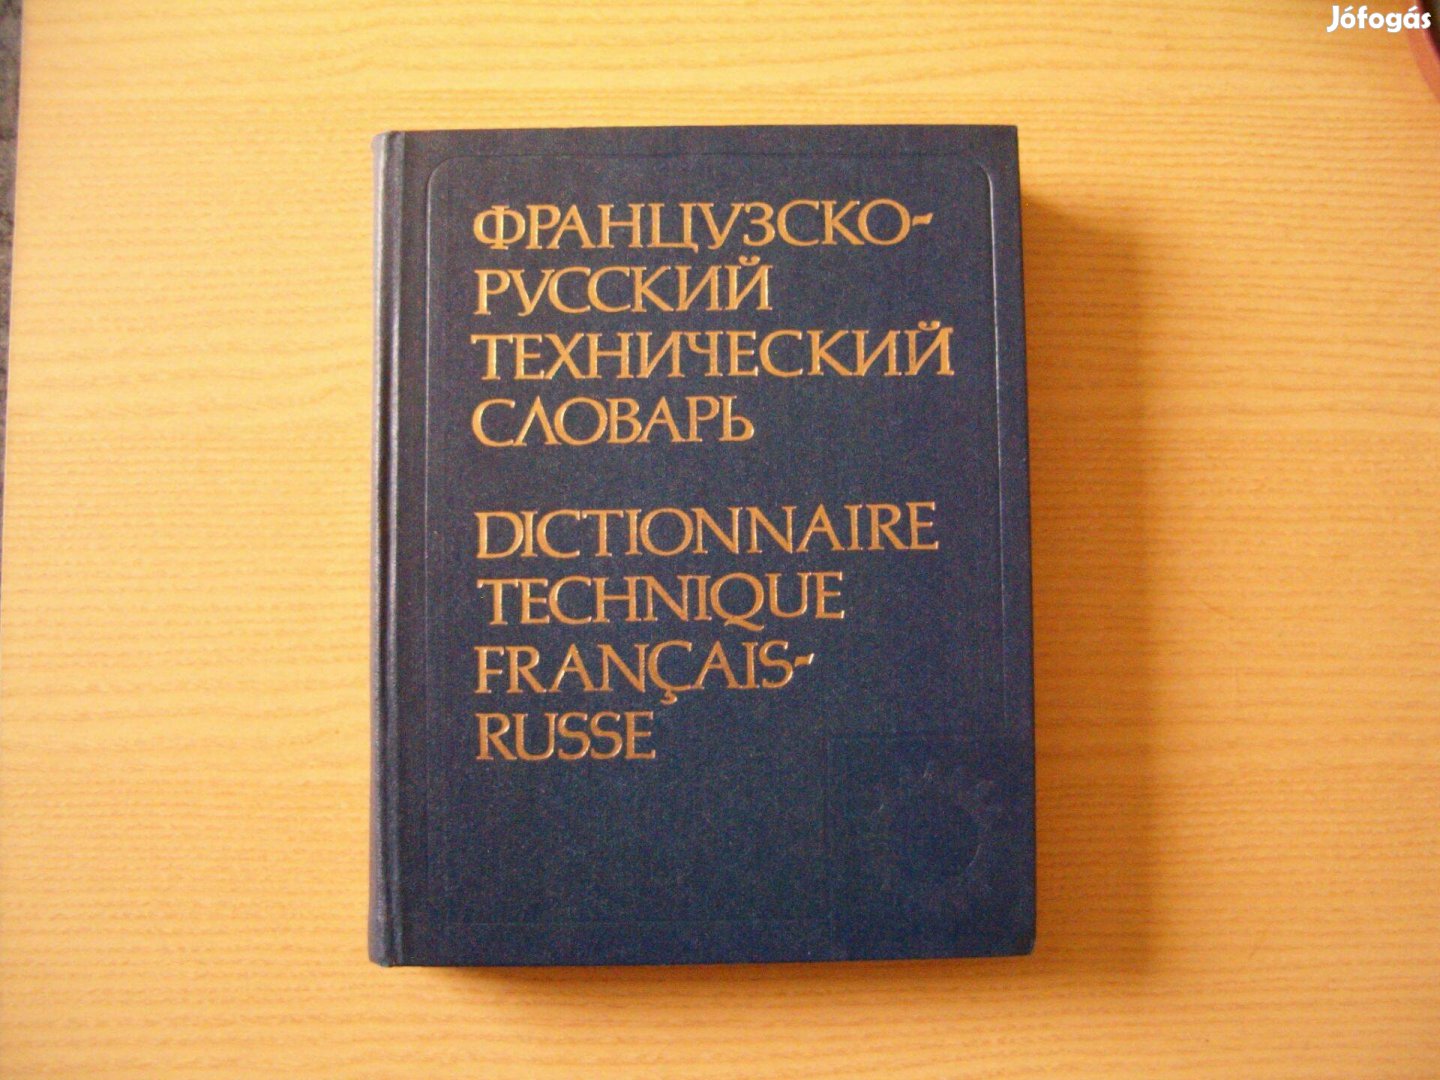 Jófogás
ФРАНЦУЗСКО-
РУССКИЙ
ТЕХНИЧЕСКИЙ
СЛОВАРЬ
DICTIONNAIRE
TECHNIQUE
FRANÇAIS-
RUSSE